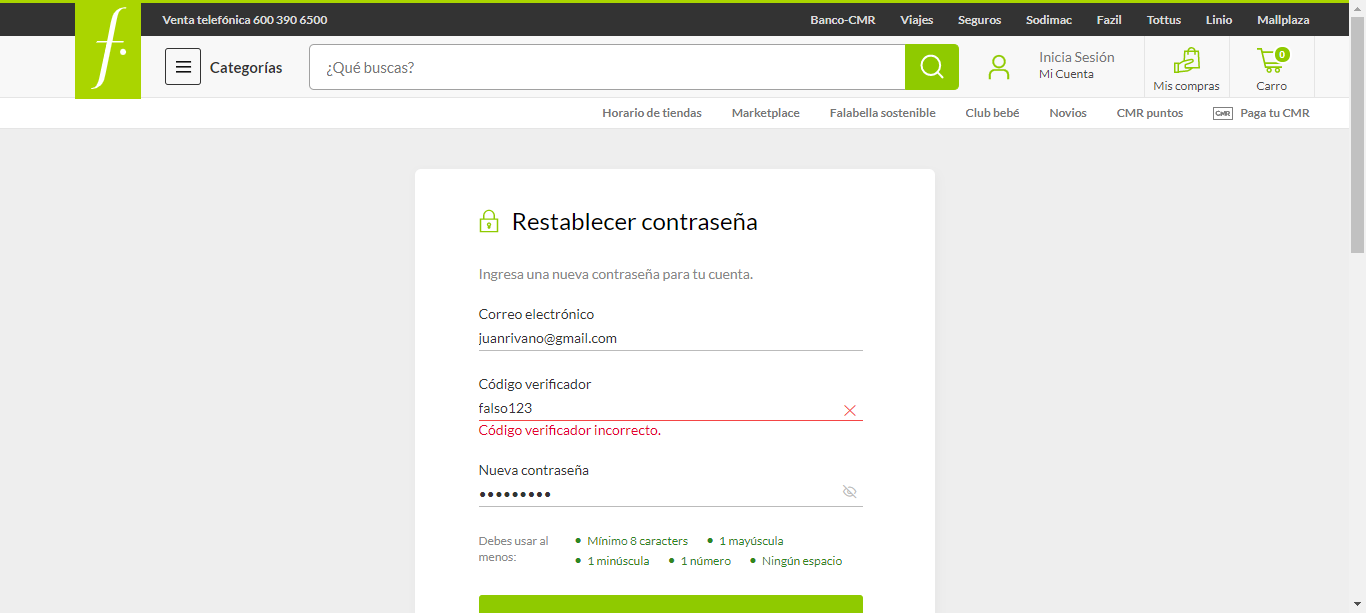 Venta telefónica 600 390 6500 Banco-CMR Viajes Seguros Sodimac Fazil Tottus Linio Mallplaza
f.
Categorías ¿Qué buscas? Inicia Sesión
Mi Cuenta
0
Mis compras Carro
Horario de tiendas Marketplace Falabella sostenible Club bebé Novios CMR puntos CMR Paga tu CMR
Restablecer contraseña
Ingresa una nueva contraseña para tu cuenta.
Correo electrónico
juanrivano@gmail.com
Código verificador
falso123
Código verificador incorrecto.
Nueva contraseña
•••••••••
Debes usar al menos:
• Mínimo 8 caracters • 1 mayúscula
• 1 minúscula • 1 número • Ningún espacio